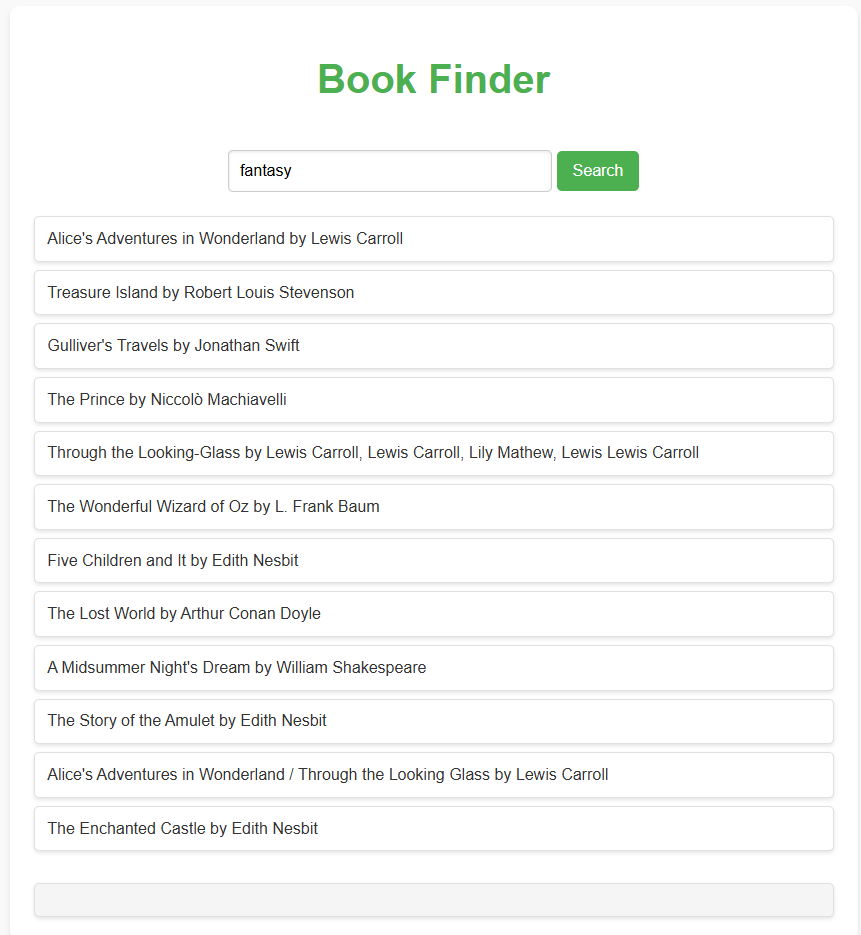 Book Finder
fantasy
Search
Alice's Adventures in Wonderland by Lewis Carroll
Treasure Island by Robert Louis Stevenson
Gulliver's Travels by Jonathan Swift
The Prince by Niccolò Machiavelli
Through the Looking-Glass by Lewis Carroll, Lewis Carroll, Lily Mathew, Lewis Lewis Carroll
The Wonderful Wizard of Oz by L. Frank Baum
Five Children and It by Edith Nesbit
The Lost World by Arthur Conan Doyle
A Midsummer Night's Dream by William Shakespeare
The Story of the Amulet by Edith Nesbit
Alice's Adventures in Wonderland / Through the Looking Glass by Lewis Carroll
The Enchanted Castle by Edith Nesbit